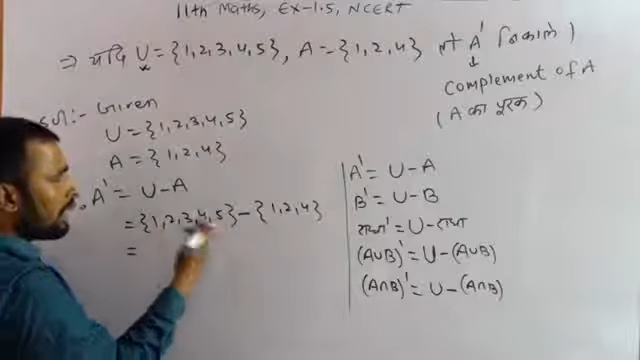 11th Maths, Ex-1.5, NCERT
⇒ यदि U = {1,2,3,4,5}, A = {1,2,4} तो A' निकालें।
↓
Complement of A
(A का पूरक)
हल:- Given
U = {1,2,3,4,5}
A = {1,2,4}
A' = U-A
= {1,2,3,4,5} - {1,2,4}
=
A' = U-A
B' = U-B
राजा' = U-राजा
(A∪B)' = U-(A∪B)
(A∩B)' = U-(A∩B)